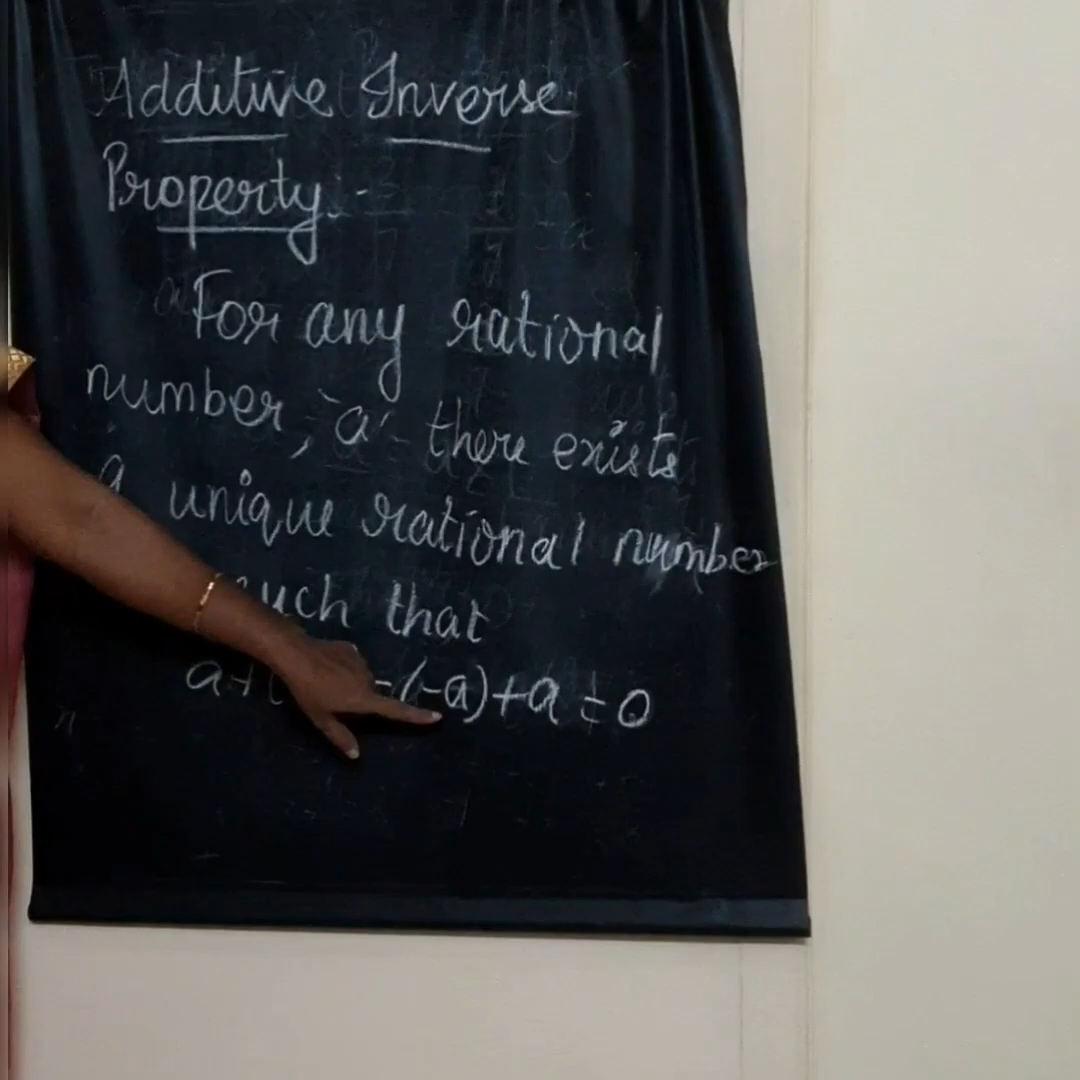 Additive Inverse
Property:-
For any rational
number, 'a' there exists
a unique rational number
such that
a+( =(-a)+a=0